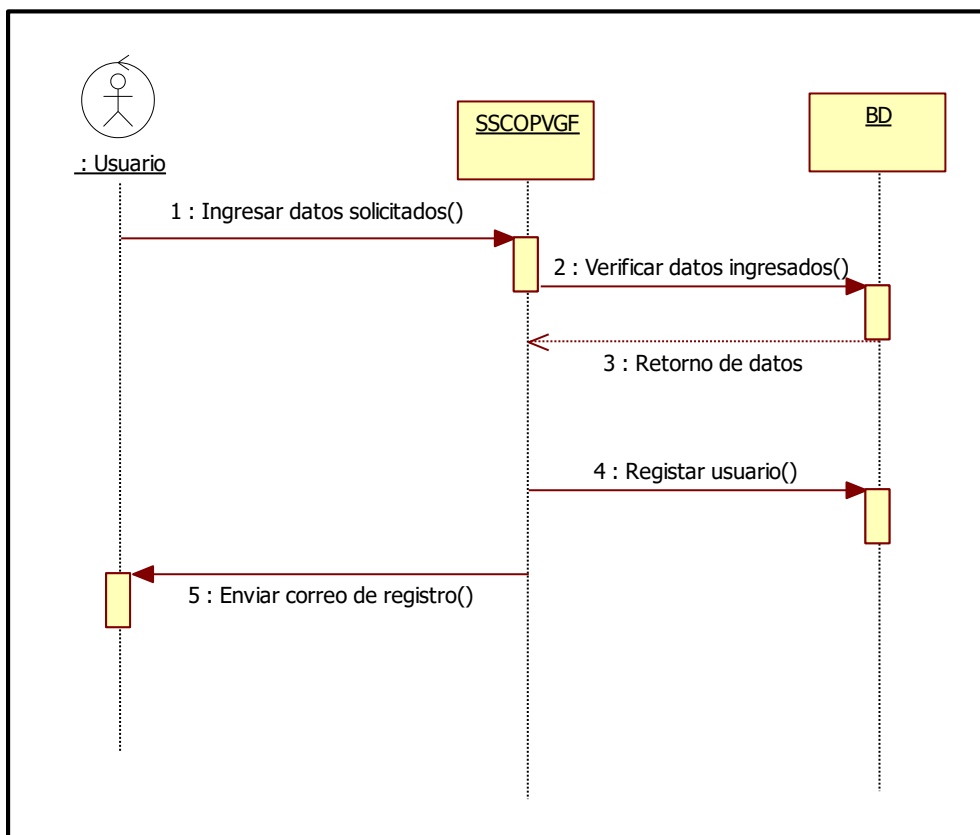 SSCOPVGF
BD
: Usuario
1 : Ingresar datos solicitados()
2 : Verificar datos ingresados()
3 : Retorno de datos
4 : Registar usuario()
5 : Enviar correo de registro()